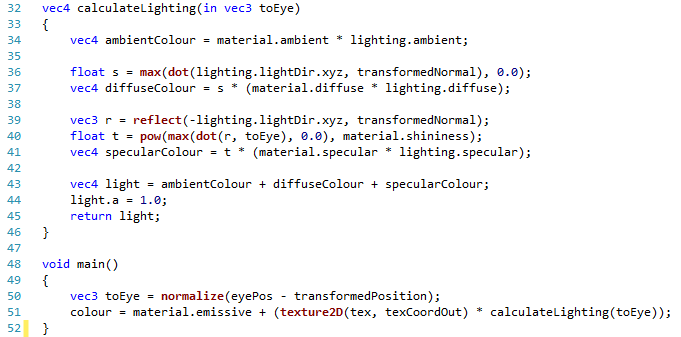 32 vec4 calculateLighting(in vec3 toEye)
33 {
34     vec4 ambientColour = material.ambient * lighting.ambient;
35
36     float s = max(dot(lighting.lightDir.xyz, transformedNormal), 0.0);
37     vec4 diffuseColour = s * (material.diffuse * lighting.diffuse);
38
39     vec3 r = reflect(-lighting.lightDir.xyz, transformedNormal);
40     float t = pow(max(dot(r, toEye), 0.0), material.shininess);
41     vec4 specularColour = t * (material.specular * lighting.specular);
42
43     vec4 light = ambientColour + diffuseColour + specularColour;
44     light.a = 1.0;
45     return light;
46 }
47
48 void main()
49 {
50     vec3 toEye = normalize(eyePos - transformedPosition);
51     colour = material.emissive + (texture2D(tex, texCoordOut) * calculateLighting(toEye));
52 }